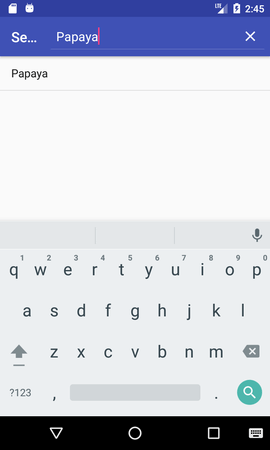 LTE 2:45
Se... Papaya
Papaya
1 2 3 4 5 6 7 8 9 0
q w e r t y u i o p
a s d f g h j k l
z x c v b n m
?123 , .